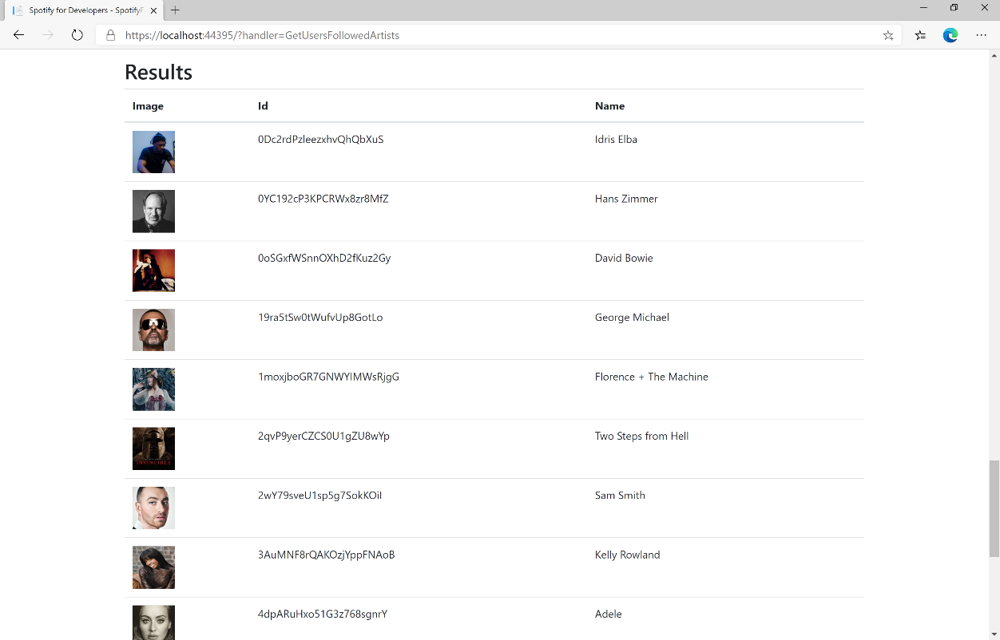 Spotify for Developers - SpotifyF
https://localhost:44395/?handler=GetUsersFollowedArtists
Results
Image Id Name
0Dc2rdPzleezxhvQhQbXuS Idris Elba
0YC192cP3KPCRWx8zr8MfZ Hans Zimmer
0oSGxfWSnnOXhD2fKuz2Gy David Bowie
19ra5tSw0tWufvUp8GotLo George Michael
1moxjboGR7GNWYIMWsRjgG Florence + The Machine
2qvP9yerCZCS0U1gZU8wYp Two Steps from Hell
INVINCIBLE
2wY79sveU1sp5g7SokKOiI Sam Smith
3AuMNF8rQAKOzjYppFNAoB Kelly Rowland
4dpARuHxo51G3z768sgnrY Adele